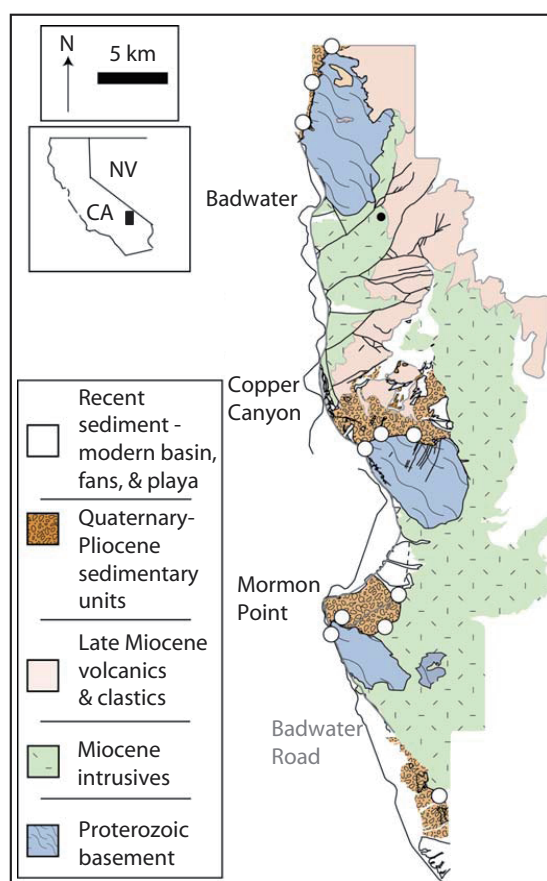 N
5 km
NV
CA
Badwater
Copper
Canyon
Mormon
Point
Badwater
Road
Recent
sediment -
modern basin,
fans, & playa
Quaternary-
Pliocene
sedimentary
units
Late Miocene
volcanics
& clastics
Miocene
intrusives
Proterozoic
basement